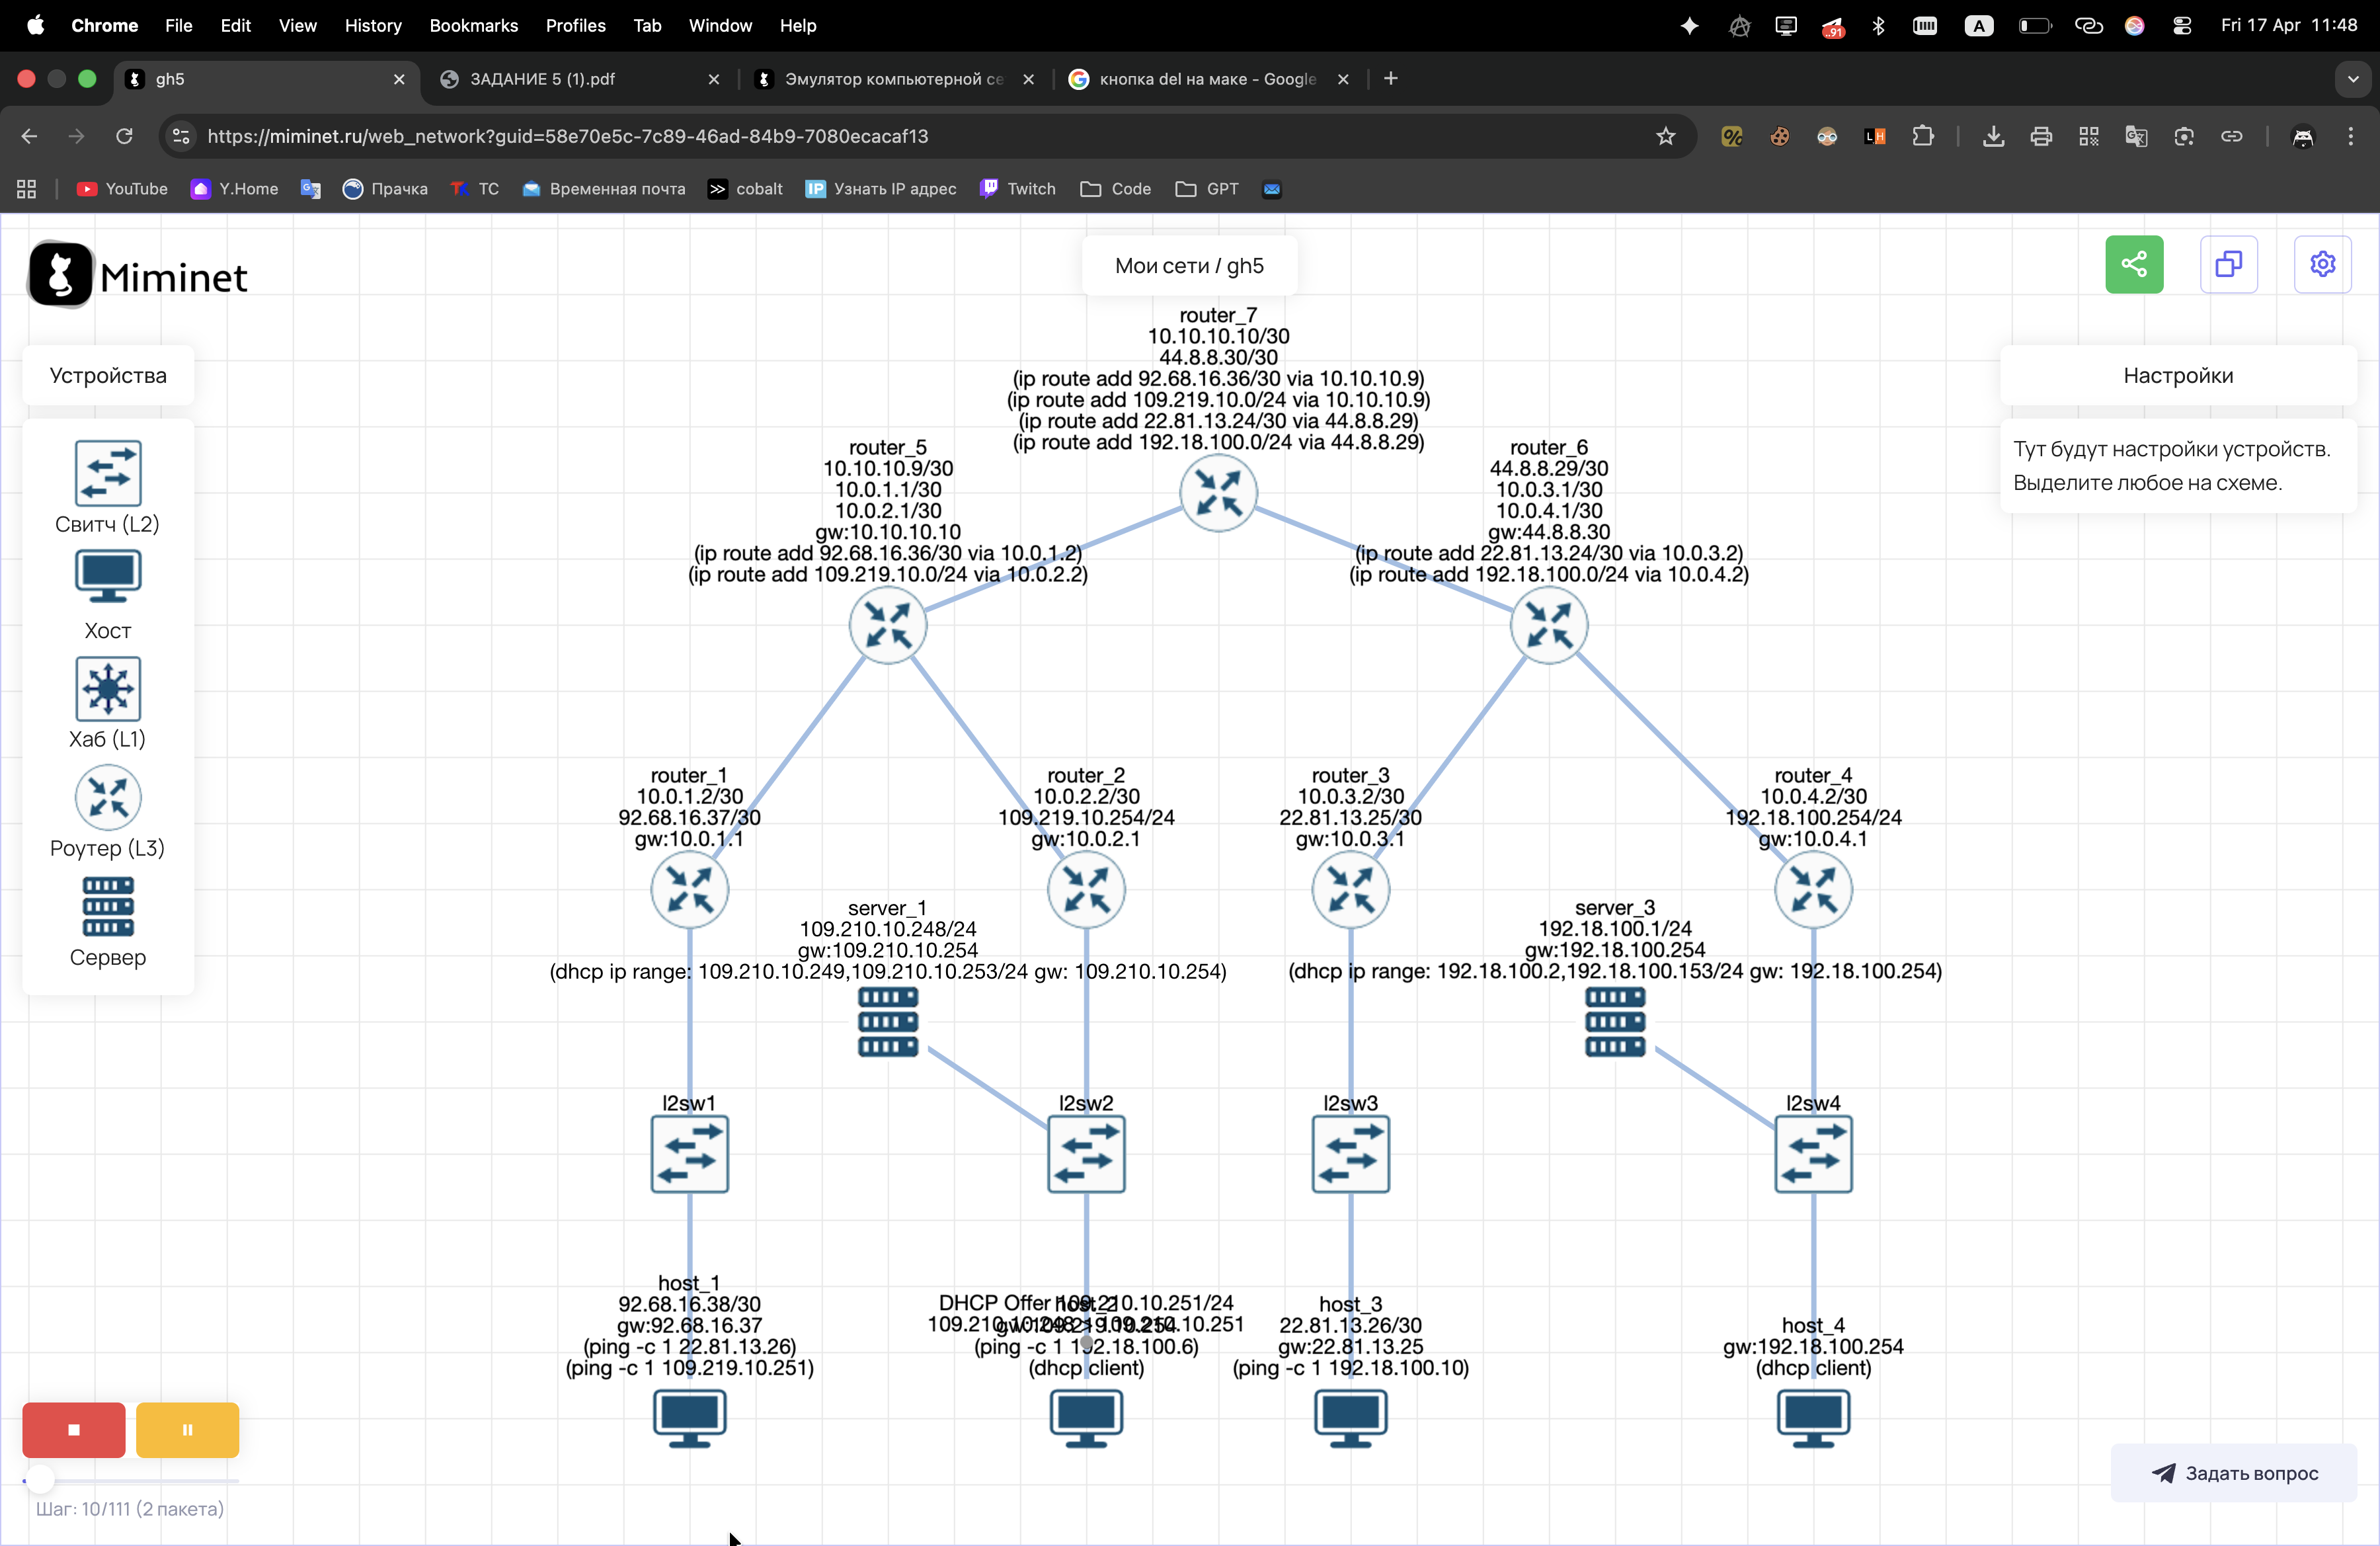 Chrome File Edit View History Bookmarks Profiles Tab Window Help
A Fri 17 Apr 11:48
91
gh5
ЗАДАНИЕ 5 (1).pdf
Эмулятор компьютерной се
кнопка del на маке - Google
https://miminet.ru/web_network?guid=58e70e5c-7c89-46ad-84b9-7080ecacaf13
YouTube Y.Home Прачка ТС Временная почта cobalt IP Узнать IP адрес Twitch Code GPT
LH
Miminet
Мои сети / gh5
Устройства
Свитч (L2)
Хост
Хаб (L1)
Роутер (L3)
Сервер
Настройки
Тут будут настройки устройств.
Выделите любое на схеме.
router_7
10.10.10.10/30
44.8.8.30/30
(ip route add 92.68.16.36/30 via 10.10.10.9)
(ip route add 109.219.10.0/24 via 10.10.10.9)
(ip route add 22.81.13.24/30 via 44.8.8.29)
(ip route add 192.18.100.0/24 via 44.8.8.29)
router_5
10.10.10.9/30
10.0.1.1/30
10.0.2.1/30
gw:10.10.10.10
(ip route add 92.68.16.36/30 via 10.0.1.2)
(ip route add 109.219.10.0/24 via 10.0.2.2)
router_6
44.8.8.29/30
10.0.3.1/30
10.0.4.1/30
gw:44.8.8.30
(ip route add 22.81.13.24/30 via 10.0.3.2)
(ip route add 192.18.100.0/24 via 10.0.4.2)
router_1
10.0.1.2/30
92.68.16.37/30
gw:10.0.1.1
router_2
10.0.2.2/30
109.219.10.254/24
gw:10.0.2.1
router_3
10.0.3.2/30
22.81.13.25/30
gw:10.0.3.1
router_4
10.0.4.2/30
192.18.100.254/24
gw:10.0.4.1
server_1
109.210.10.248/24
gw:109.210.10.254
(dhcp ip range: 109.210.10.249,109.210.10.253/24 gw: 109.210.10.254)
server_3
192.18.100.1/24
gw:192.18.100.254
(dhcp ip range: 192.18.100.2,192.18.100.153/24 gw: 192.18.100.254)
l2sw1
l2sw2
l2sw3
l2sw4
host_1
92.68.16.38/30
gw:92.68.16.37
(ping -c 1 22.81.13.26)
(ping -c 1 109.219.10.251)
DHCP Offer 109.210.10.251/24
host_2
(ping -c 1 192.18.100.6)
(dhcp client)
host_3
22.81.13.26/30
gw:22.81.13.25
(ping -c 1 192.18.100.10)
host_4
gw:192.18.100.254
(dhcp client)
Шаг: 10/111 (2 пакета)
Задать вопрос